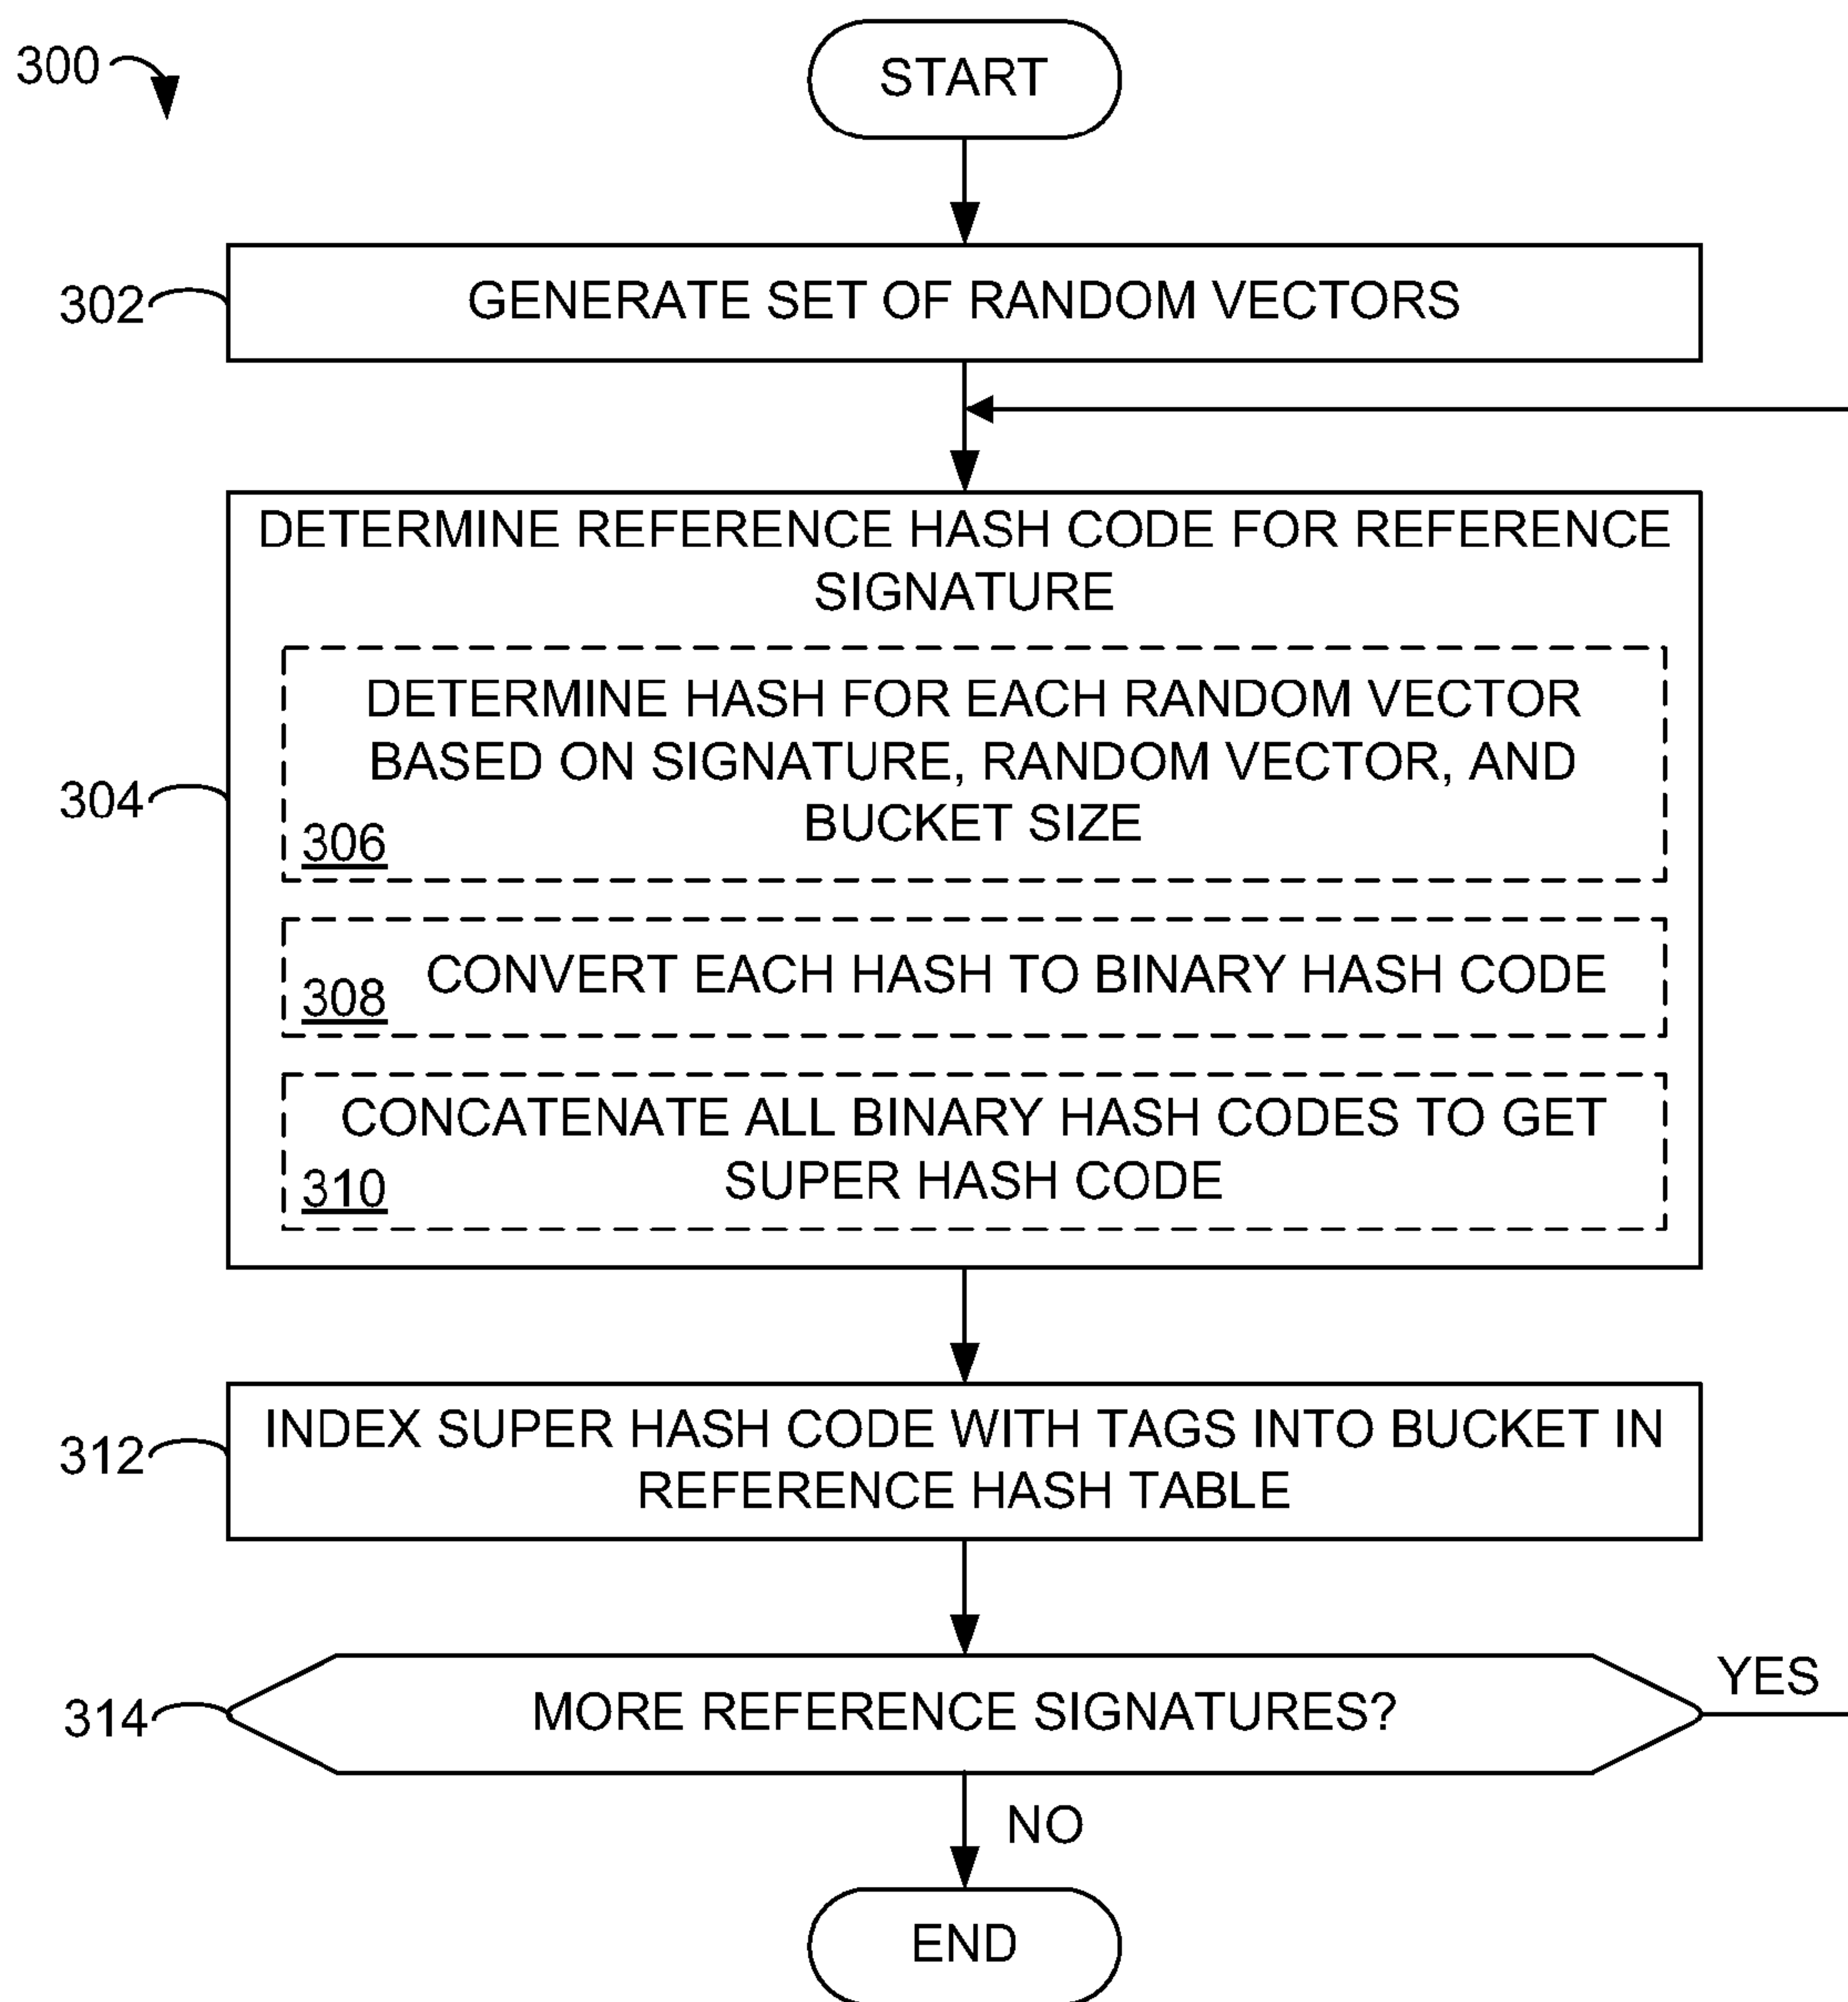 300
START
302
GENERATE SET OF RANDOM VECTORS
DETERMINE REFERENCE HASH CODE FOR REFERENCE
SIGNATURE
304
DETERMINE HASH FOR EACH RANDOM VECTOR
BASED ON SIGNATURE, RANDOM VECTOR, AND
BUCKET SIZE
306
CONVERT EACH HASH TO BINARY HASH CODE
308
CONCATENATE ALL BINARY HASH CODES TO GET
SUPER HASH CODE
310
312
INDEX SUPER HASH CODE WITH TAGS INTO BUCKET IN
REFERENCE HASH TABLE
314
MORE REFERENCE SIGNATURES?
YES
NO
END